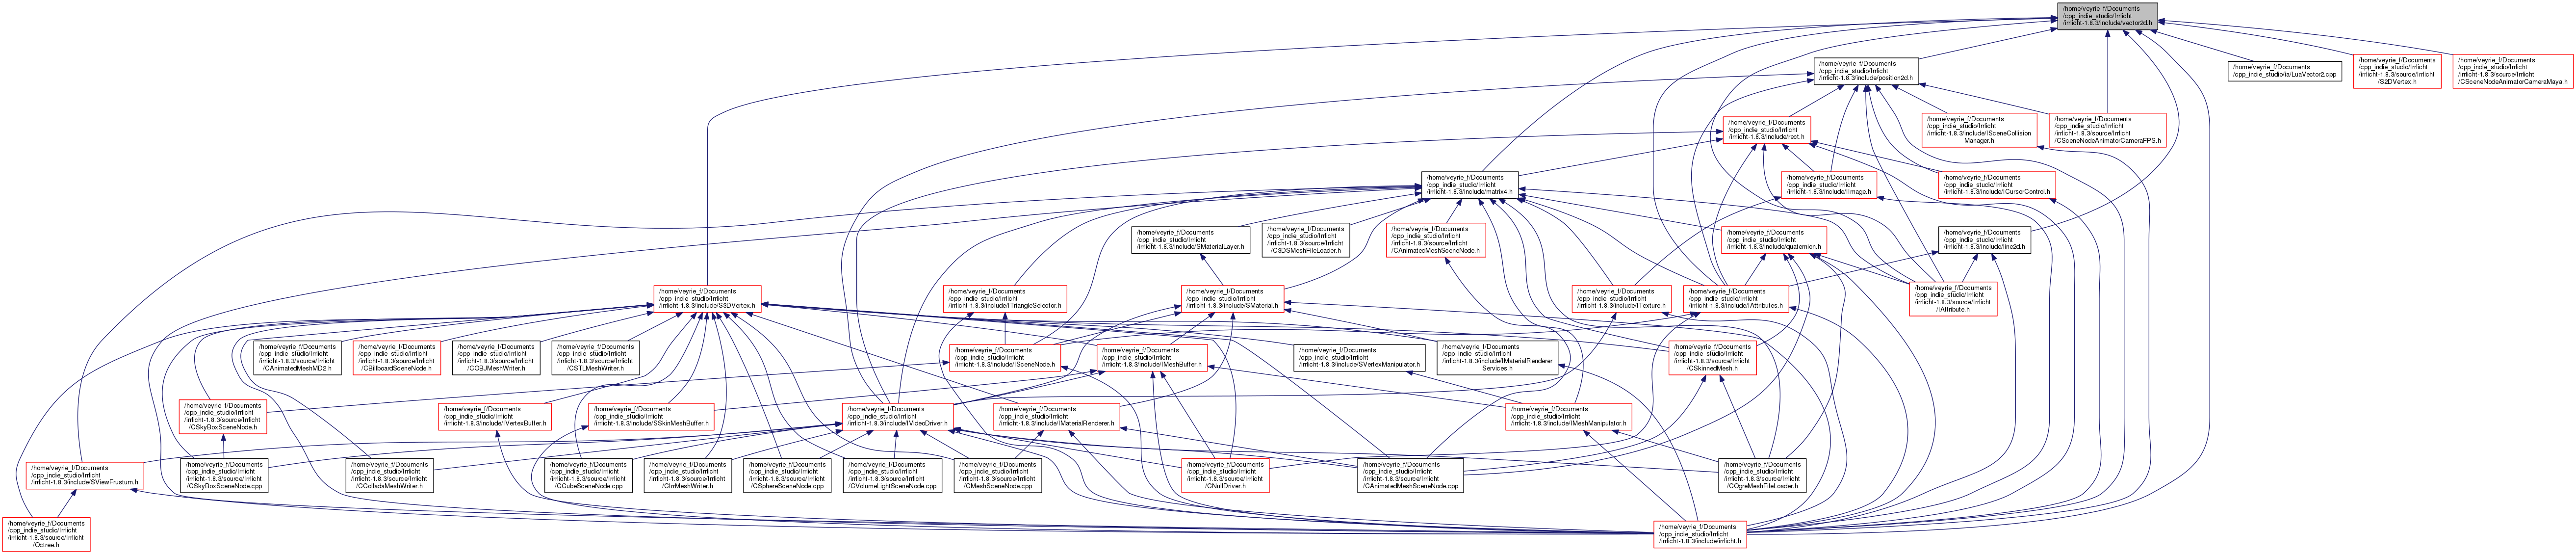 /home/veyrie_f/Documents
/cpp_indie_studio/Irrlicht
/irrlicht-1.8.3/include/vector2d.h
/home/veyrie_f/Documents
/cpp_indie_studio/Irrlicht
/irrlicht-1.8.3/include/position2d.h
/home/veyrie_f/Documents
/cpp_indie_studio/ia/LuaVector2.cpp
/home/veyrie_f/Documents
/cpp_indie_studio/Irrlicht
/irrlicht-1.8.3/source/Irrlicht
/S2DVertex.h
/home/veyrie_f/Documents
/cpp_indie_studio/Irrlicht
/irrlicht-1.8.3/source/Irrlicht
/CSceneNodeAnimatorCameraMaya.h
/home/veyrie_f/Documents
/cpp_indie_studio/Irrlicht
/irrlicht-1.8.3/include/rect.h
/home/veyrie_f/Documents
/cpp_indie_studio/Irrlicht
/irrlicht-1.8.3/include/ISceneCollision
Manager.h
/home/veyrie_f/Documents
/cpp_indie_studio/Irrlicht
/irrlicht-1.8.3/source/Irrlicht
/CSceneNodeAnimatorCameraFPS.h
/home/veyrie_f/Documents
/cpp_indie_studio/Irrlicht
/irrlicht-1.8.3/include/matrix4.h
/home/veyrie_f/Documents
/cpp_indie_studio/Irrlicht
/irrlicht-1.8.3/include/IImage.h
/home/veyrie_f/Documents
/cpp_indie_studio/Irrlicht
/irrlicht-1.8.3/include/ICursorControl.h
/home/veyrie_f/Documents
/cpp_indie_studio/Irrlicht
/irrlicht-1.8.3/include/SMaterialLayer.h
/home/veyrie_f/Documents
/cpp_indie_studio/Irrlicht
/irrlicht-1.8.3/source/Irrlicht
/C3DSMeshFileLoader.h
/home/veyrie_f/Documents
/cpp_indie_studio/Irrlicht
/irrlicht-1.8.3/source/Irrlicht
/CAnimatedMeshSceneNode.h
/home/veyrie_f/Documents
/cpp_indie_studio/Irrlicht
/irrlicht-1.8.3/include/quaternion.h
/home/veyrie_f/Documents
/cpp_indie_studio/Irrlicht
/irrlicht-1.8.3/include/line2d.h
/home/veyrie_f/Documents
/cpp_indie_studio/Irrlicht
/irrlicht-1.8.3/include/S3DVertex.h
/home/veyrie_f/Documents
/cpp_indie_studio/Irrlicht
/irrlicht-1.8.3/include/ITriangleSelector.h
/home/veyrie_f/Documents
/cpp_indie_studio/Irrlicht
/irrlicht-1.8.3/include/SMaterial.h
/home/veyrie_f/Documents
/cpp_indie_studio/Irrlicht
/irrlicht-1.8.3/include/ITexture.h
/home/veyrie_f/Documents
/cpp_indie_studio/Irrlicht
/irrlicht-1.8.3/include/IAttributes.h
/home/veyrie_f/Documents
/cpp_indie_studio/Irrlicht
/irrlicht-1.8.3/source/Irrlicht
/IAttribute.h
/home/veyrie_f/Documents
/cpp_indie_studio/Irrlicht
/irrlicht-1.8.3/source/Irrlicht
/CAnimatedMeshMD2.h
/home/veyrie_f/Documents
/cpp_indie_studio/Irrlicht
/irrlicht-1.8.3/source/Irrlicht
/CBillboardSceneNode.h
/home/veyrie_f/Documents
/cpp_indie_studio/Irrlicht
/irrlicht-1.8.3/source/Irrlicht
/COBJMeshWriter.h
/home/veyrie_f/Documents
/cpp_indie_studio/Irrlicht
/irrlicht-1.8.3/source/Irrlicht
/CSTLMeshWriter.h
/home/veyrie_f/Documents
/cpp_indie_studio/Irrlicht
/irrlicht-1.8.3/include/ISceneNode.h
/home/veyrie_f/Documents
/cpp_indie_studio/Irrlicht
/irrlicht-1.8.3/include/IMeshBuffer.h
/home/veyrie_f/Documents
/cpp_indie_studio/Irrlicht
/irrlicht-1.8.3/include/SVertexManipulator.h
/home/veyrie_f/Documents
/cpp_indie_studio/Irrlicht
/irrlicht-1.8.3/include/IMaterialRenderer
Services.h
/home/veyrie_f/Documents
/cpp_indie_studio/Irrlicht
/irrlicht-1.8.3/source/Irrlicht
/CSkinnedMesh.h
/home/veyrie_f/Documents
/cpp_indie_studio/Irrlicht
/irrlicht-1.8.3/source/Irrlicht
/CSkyBoxSceneNode.h
/home/veyrie_f/Documents
/cpp_indie_studio/Irrlicht
/irrlicht-1.8.3/include/IVertexBuffer.h
/home/veyrie_f/Documents
/cpp_indie_studio/Irrlicht
/irrlicht-1.8.3/include/SSkinMeshBuffer.h
/home/veyrie_f/Documents
/cpp_indie_studio/Irrlicht
/irrlicht-1.8.3/include/IVideoDriver.h
/home/veyrie_f/Documents
/cpp_indie_studio/Irrlicht
/irrlicht-1.8.3/include/IMaterialRenderer.h
/home/veyrie_f/Documents
/cpp_indie_studio/Irrlicht
/irrlicht-1.8.3/include/IMeshManipulator.h
/home/veyrie_f/Documents
/cpp_indie_studio/Irrlicht
/irrlicht-1.8.3/include/SViewFrustum.h
/home/veyrie_f/Documents
/cpp_indie_studio/Irrlicht
/irrlicht-1.8.3/source/Irrlicht
/CSkyBoxSceneNode.cpp
/home/veyrie_f/Documents
/cpp_indie_studio/Irrlicht
/irrlicht-1.8.3/source/Irrlicht
/CColladaMeshWriter.h
/home/veyrie_f/Documents
/cpp_indie_studio/Irrlicht
/irrlicht-1.8.3/source/Irrlicht
/CCubeSceneNode.cpp
/home/veyrie_f/Documents
/cpp_indie_studio/Irrlicht
/irrlicht-1.8.3/source/Irrlicht
/CIrrMeshWriter.h
/home/veyrie_f/Documents
/cpp_indie_studio/Irrlicht
/irrlicht-1.8.3/source/Irrlicht
/CSphereSceneNode.cpp
/home/veyrie_f/Documents
/cpp_indie_studio/Irrlicht
/irrlicht-1.8.3/source/Irrlicht
/CVolumeLightSceneNode.cpp
/home/veyrie_f/Documents
/cpp_indie_studio/Irrlicht
/irrlicht-1.8.3/source/Irrlicht
/CMeshSceneNode.cpp
/home/veyrie_f/Documents
/cpp_indie_studio/Irrlicht
/irrlicht-1.8.3/source/Irrlicht
/CNullDriver.h
/home/veyrie_f/Documents
/cpp_indie_studio/Irrlicht
/irrlicht-1.8.3/source/Irrlicht
/CAnimatedMeshSceneNode.cpp
/home/veyrie_f/Documents
/cpp_indie_studio/Irrlicht
/irrlicht-1.8.3/source/Irrlicht
/COgreMeshFileLoader.h
/home/veyrie_f/Documents
/cpp_indie_studio/Irrlicht
/irrlicht-1.8.3/source/Irrlicht
/Octree.h
/home/veyrie_f/Documents
/cpp_indie_studio/Irrlicht
/irrlicht-1.8.3/include/irrlicht.h